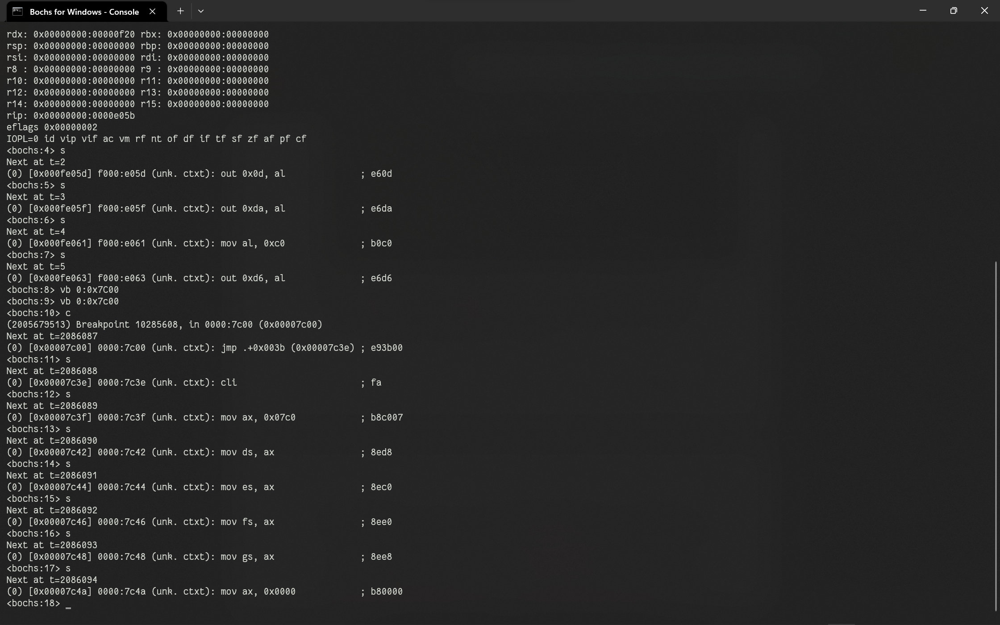 Bochs for Windows - Console
rdx: 0x00000000:00000f20 rbx: 0x00000000:00000000
rsp: 0x00000000:00000000 rbp: 0x00000000:00000000
rsi: 0x00000000:00000000 rdi: 0x00000000:00000000
r8 : 0x00000000:00000000 r9 : 0x00000000:00000000
r10: 0x00000000:00000000 r11: 0x00000000:00000000
r12: 0x00000000:00000000 r13: 0x00000000:00000000
r14: 0x00000000:00000000 r15: 0x00000000:00000000
rip: 0x00000000:0000e05b
eflags 0x00000002
IOPL=0 id vip vif ac vm rf nt of df if tf sf zf af pf cf
<bochs:4> s
Next at t=2
(0) [0x000fe05d] f000:e05d (unk. ctxt): out 0x0d, al ; e60d
<bochs:5> s
Next at t=3
(0) [0x000fe05f] f000:e05f (unk. ctxt): out 0xda, al ; e6da
<bochs:6> s
Next at t=4
(0) [0x000fe061] f000:e061 (unk. ctxt): mov al, 0xc0 ; b0c0
<bochs:7> s
Next at t=5
(0) [0x000fe063] f000:e063 (unk. ctxt): out 0xd6, al ; e6d6
<bochs:8> vb 0:0x7C00
<bochs:9> vb 0:0x7c00
<bochs:10> c
(2005679513) Breakpoint 10285608, in 0000:7c00 (0x00007c00)
Next at t=2086087
(0) [0x00007c00] 0000:7c00 (unk. ctxt): jmp .+0x003b (0x00007c3e) ; e93b00
<bochs:11> s
Next at t=2086088
(0) [0x00007c3e] 0000:7c3e (unk. ctxt): cli ; fa
<bochs:12> s
Next at t=2086089
(0) [0x00007c3f] 0000:7c3f (unk. ctxt): mov ax, 0x07c0 ; b8c007
<bochs:13> s
Next at t=2086090
(0) [0x00007c42] 0000:7c42 (unk. ctxt): mov ds, ax ; 8ed8
<bochs:14> s
Next at t=2086091
(0) [0x00007c44] 0000:7c44 (unk. ctxt): mov es, ax ; 8ec0
<bochs:15> s
Next at t=2086092
(0) [0x00007c46] 0000:7c46 (unk. ctxt): mov fs, ax ; 8ee0
<bochs:16> s
Next at t=2086093
(0) [0x00007c48] 0000:7c48 (unk. ctxt): mov gs, ax ; 8ee8
<bochs:17> s
Next at t=2086094
(0) [0x00007c4a] 0000:7c4a (unk. ctxt): mov ax, 0x0000 ; b80000
<bochs:18> _